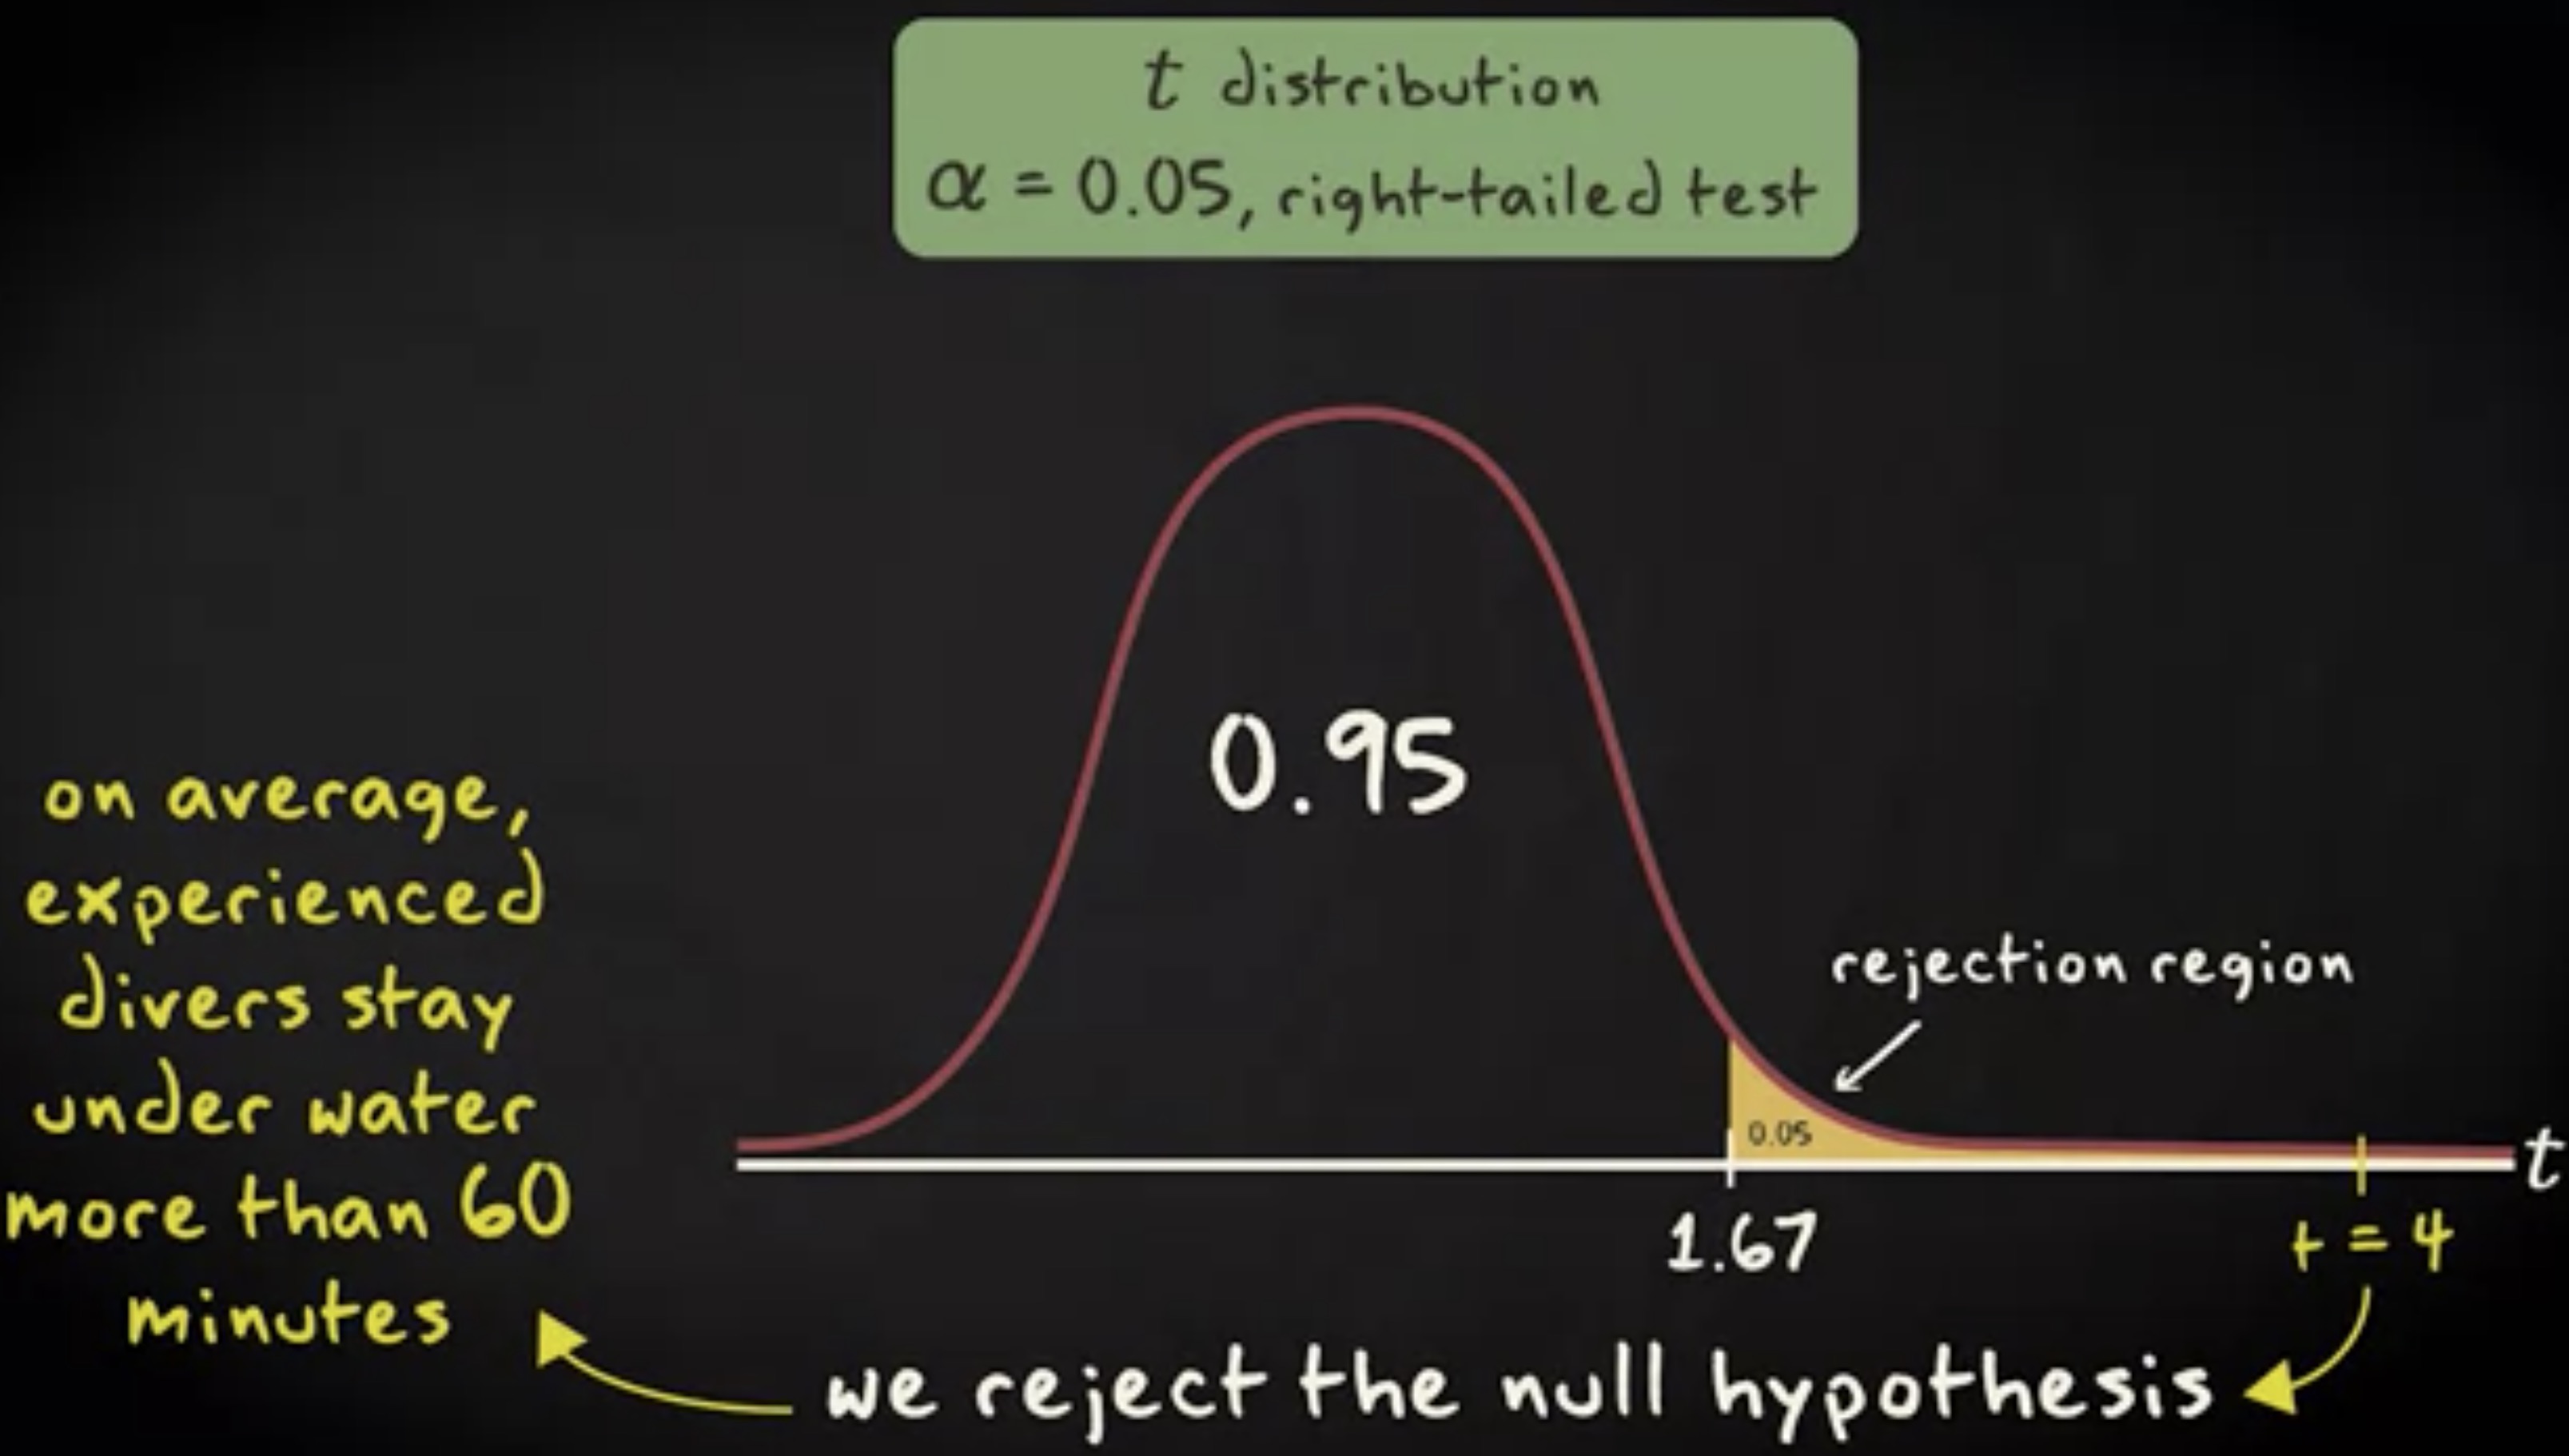 t distribution
α = 0.05, right-tailed test
0.95
on average,
experienced
divers stay
under water
more than 60
minutes
rejection region
0.05
t
1.67
t = 4
we reject the null hypothesis